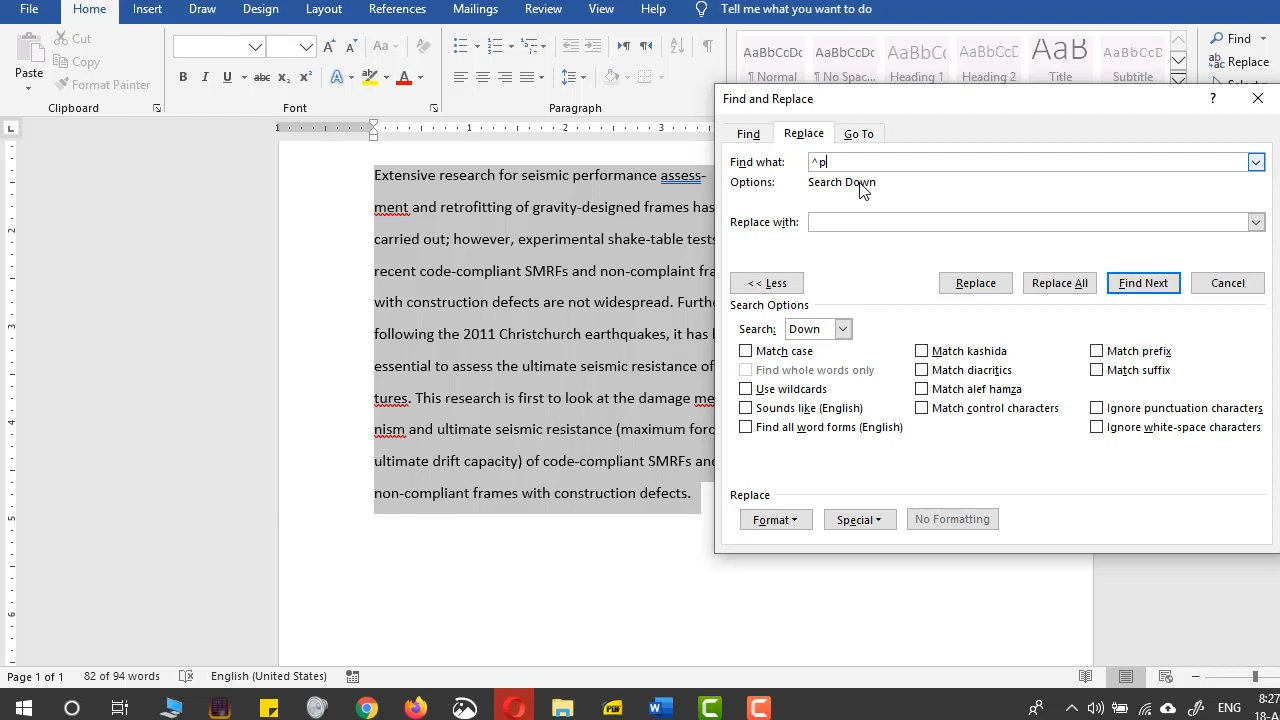 File Home Insert Draw Design Layout References Mailings Review View Help Tell me what you want to do
Paste
Cut
Copy
Format Painter
Clipboard
Font
Paragraph
AaBbCcDc AaBbCcDc AaBbCc AaBbCcD AaB AaBbCcD
¶ Normal ¶ No Spac... Heading 1 Heading 2 Title Subtitle
Find
Replace
Find and Replace
Find Replace Go To
Find what: ^p
Options: Search Down
Replace with:
<< Less Replace Replace All Find Next Cancel
Search Options
Search: Down
Match case
Find whole words only
Use wildcards
Sounds like (English)
Find all word forms (English)
Match kashida
Match diacritics
Match alef hamza
Match control characters
Match prefix
Match suffix
Ignore punctuation characters
Ignore white-space characters
Replace
Format Special No Formatting
Extensive research for seismic performance assess-
ment and retrofitting of gravity-designed frames has
carried out; however, experimental shake-table tests
recent code-compliant SMRFs and non-complaint fra
with construction defects are not widespread. Furthe
following the 2011 Christchurch earthquakes, it has
essential to assess the ultimate seismic resistance of
tures. This research is first to look at the damage me
nism and ultimate seismic resistance (maximum forc
ultimate drift capacity) of code-compliant SMRFs and
non-compliant frames with construction defects.
Page 1 of 1 82 of 94 words English (United States)
ENG 8:27
18-A